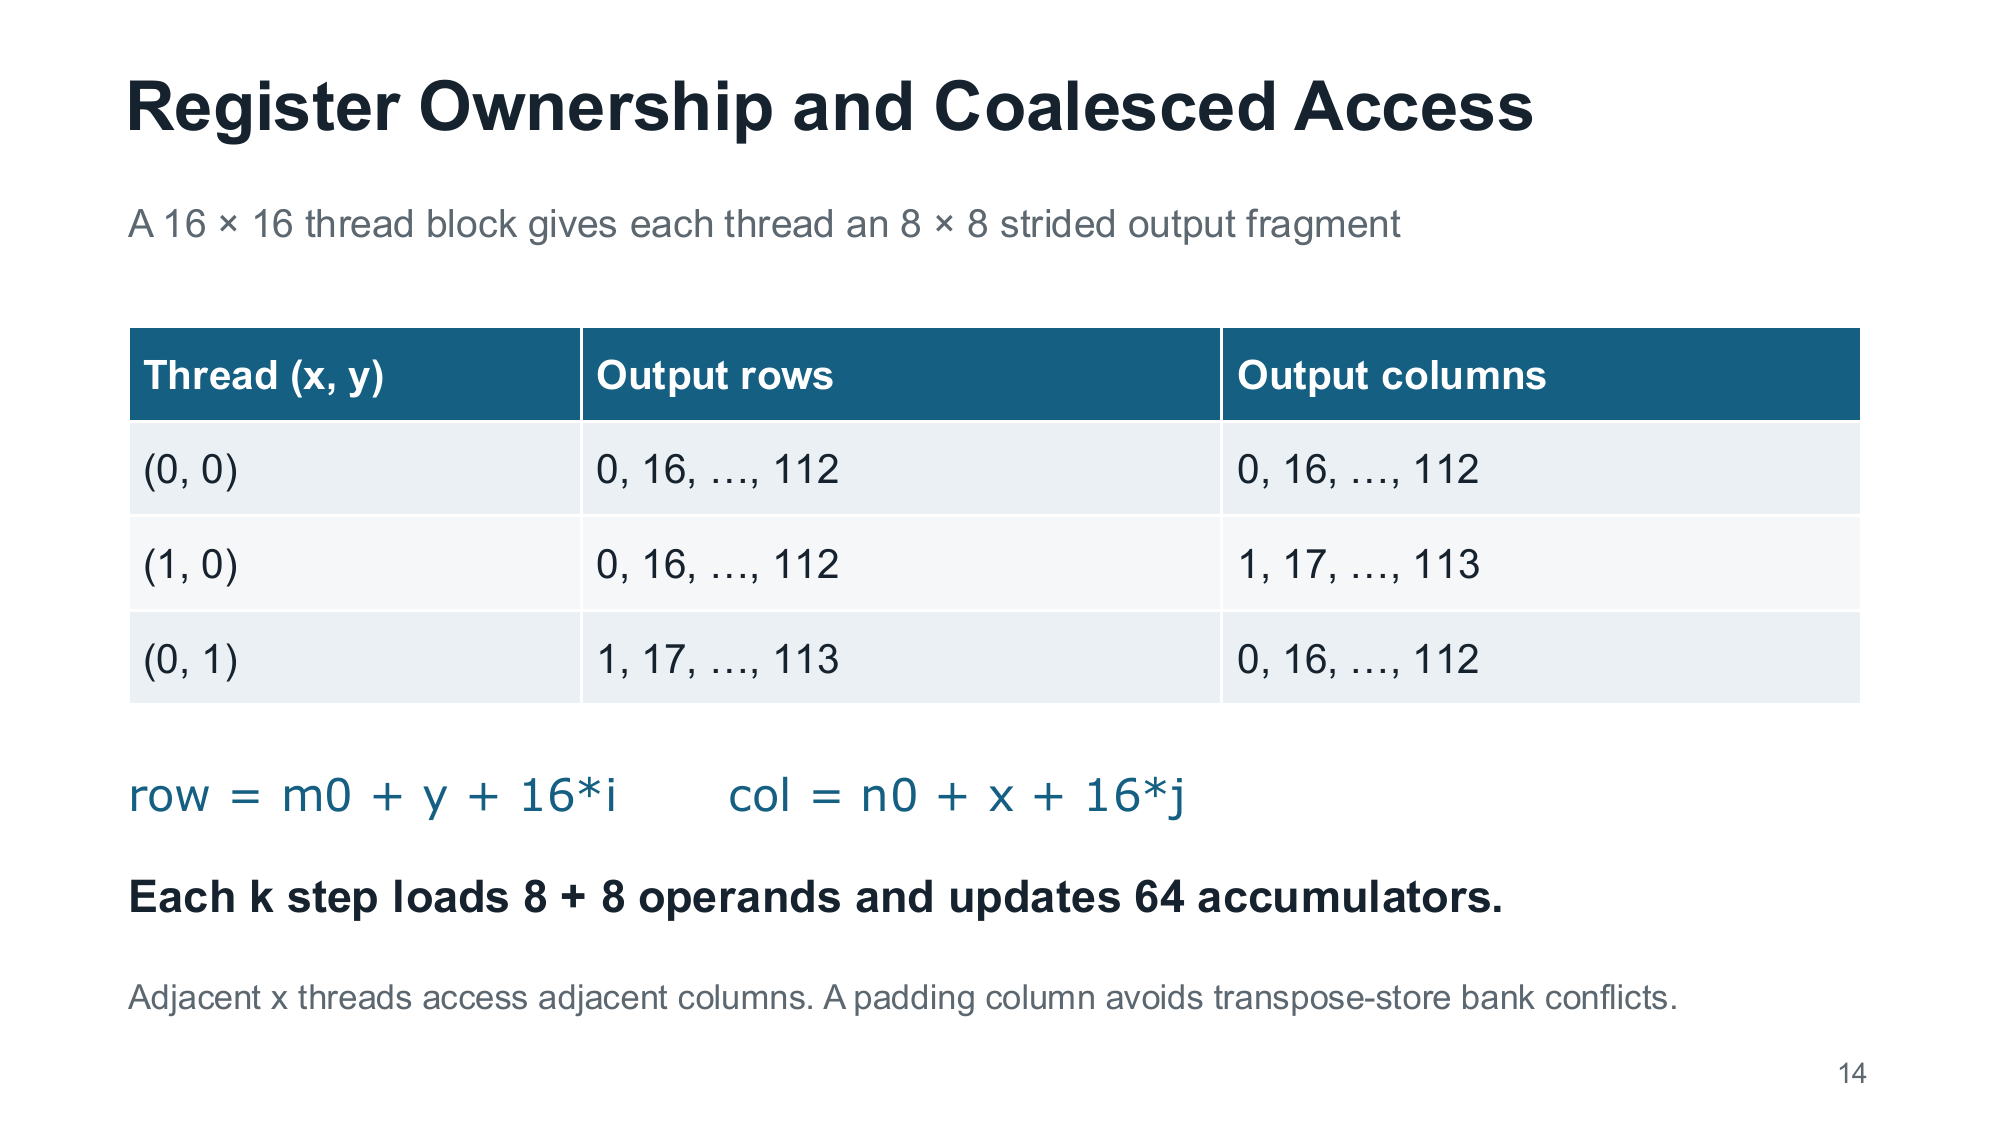 Register Ownership and Coalesced Access
A 16 × 16 thread block gives each thread an 8 × 8 strided output fragment
Thread (x, y) Output rows Output columns
(0, 0) 0, 16, …, 112 0, 16, …, 112
(1, 0) 0, 16, …, 112 1, 17, …, 113
(0, 1) 1, 17, …, 113 0, 16, …, 112
row = m0 + y + 16*i col = n0 + x + 16*j
Each k step loads 8 + 8 operands and updates 64 accumulators.
Adjacent x threads access adjacent columns. A padding column avoids transpose-store bank conflicts.
14